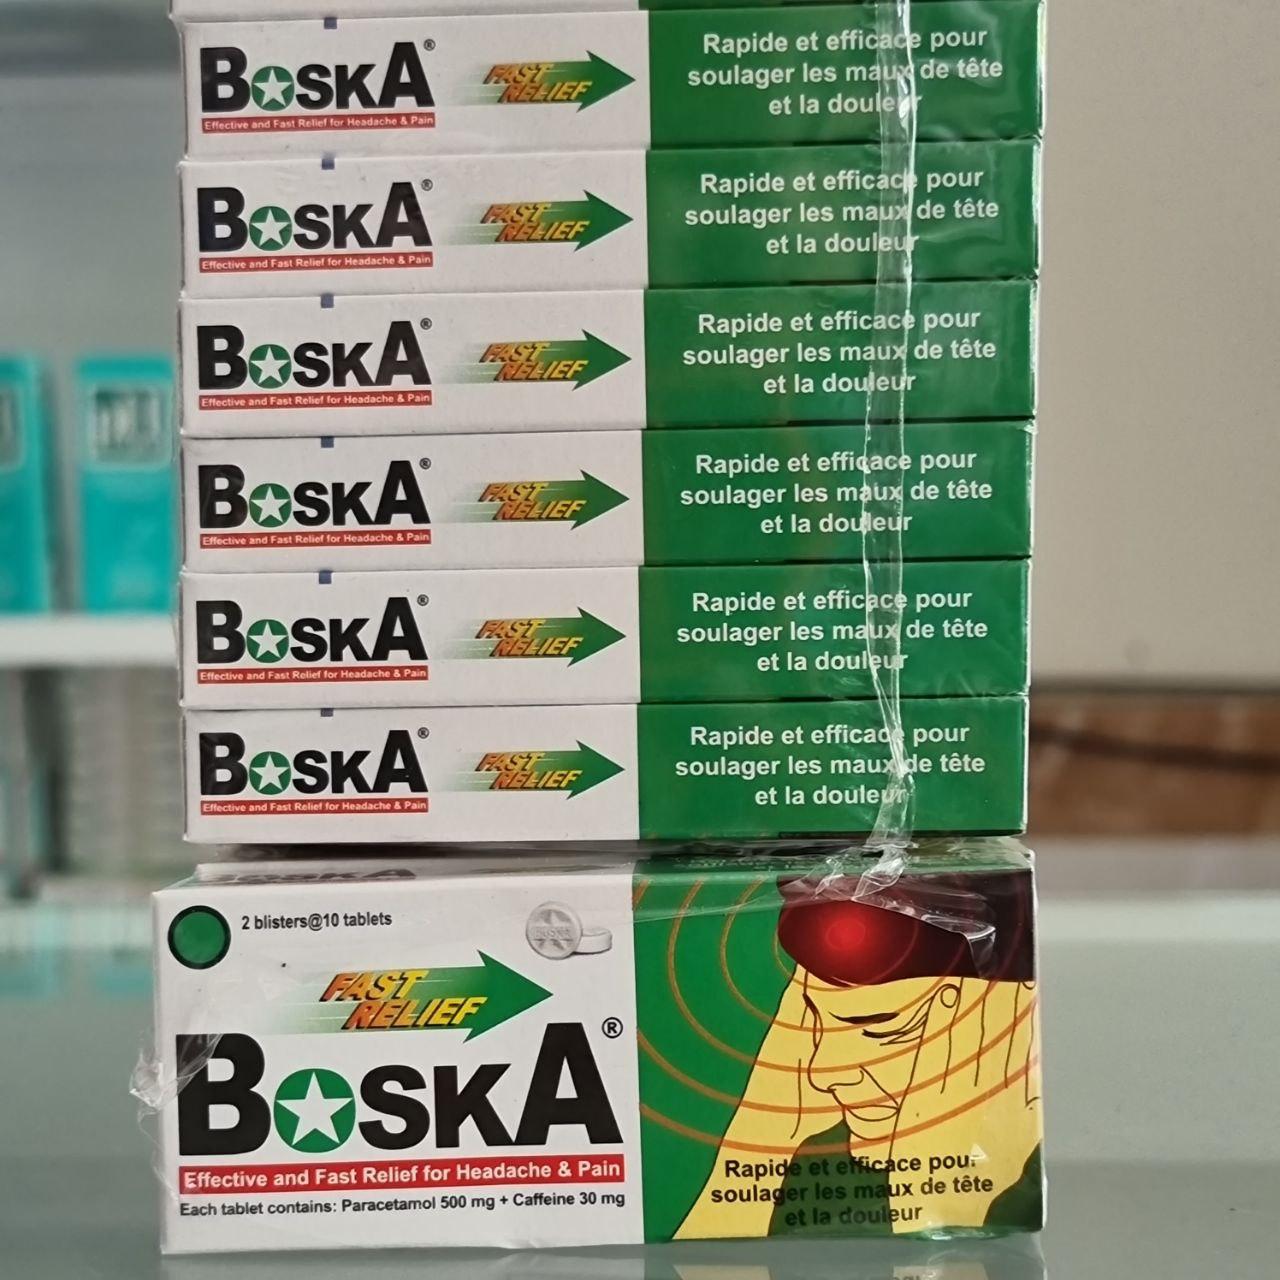 BOSKA®
FAST
RELIEF
Effective and Fast Relief for Headache & Pain
Rapide et efficace pour
soulager les maux de tête
et la douleur
BOSKA®
FAST
RELIEF
Effective and Fast Relief for Headache & Pain
Rapide et efficace pour
soulager les maux de tête
et la douleur
BOSKA®
FAST
RELIEF
Effective and Fast Relief for Headache & Pain
Rapide et efficace pour
soulager les maux de tête
et la douleur
BOSKA®
FAST
RELIEF
Effective and Fast Relief for Headache & Pain
Rapide et efficace pour
soulager les maux de tête
et la douleur
BOSKA®
FAST
RELIEF
Effective and Fast Relief for Headache & Pain
Rapide et efficace pour
soulager les maux de tête
et la douleur
BOSKA®
FAST
RELIEF
Effective and Fast Relief for Headache & Pain
Rapide et efficace pour
soulager les maux de tête
et la douleur
BOSKA
2 blisters@10 tablets
BOSKA
FAST
RELIEF
BOSKA®
Effective and Fast Relief for Headache & Pain
Each tablet contains: Paracetamol 500 mg + Caffeine 30 mg
Rapide et efficace pour
soulager les maux de tête
et la douleur